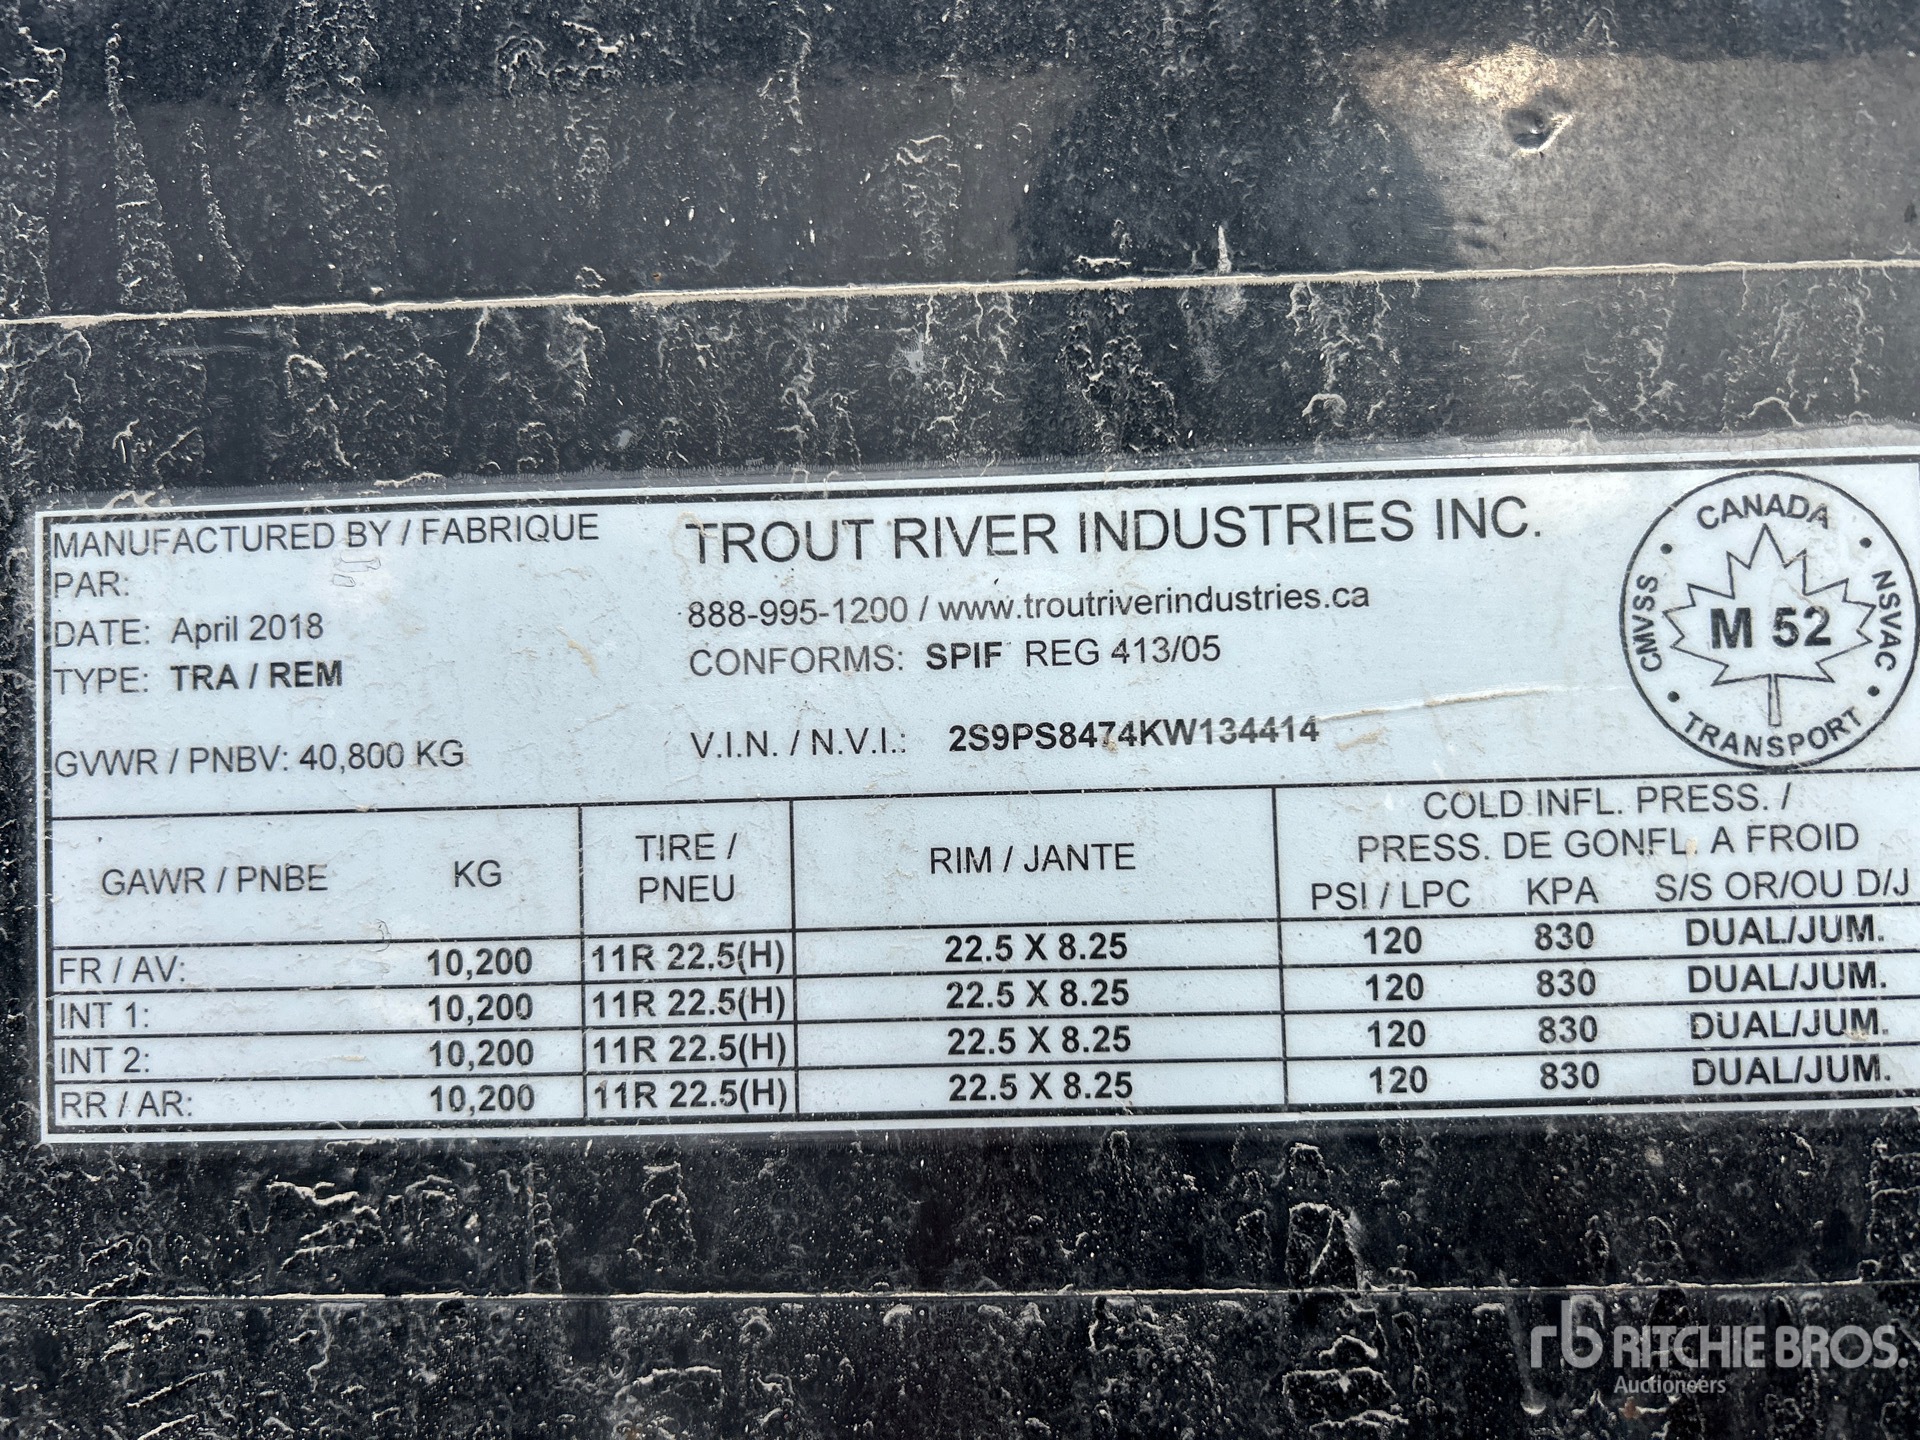 MANUFACTURED BY / FABRIQUE
PAR:
TROUT RIVER INDUSTRIES INC.
DATE: April 2018
888-995-1200 / www.troutriverindustries.ca
TYPE: TRA / REM
CONFORMS: SPIF REG 413/05
GVWR / PNBV: 40,800 KG
V.I.N. / N.V.I.: 2S9PS8474KW134414
CANADA
CMVSS
M 52
NSVAC
TRANSPORT
GAWR / PNBE KG
TIRE /
PNEU
RIM / JANTE
COLD INFL. PRESS. /
PRESS. DE GONFL. A FROID
PSI / LPC KPA S/S OR/OU D/J
FR / AV: 10,200 11R 22.5(H) 22.5 X 8.25 120 830 DUAL/JUM.
INT 1: 10,200 11R 22.5(H) 22.5 X 8.25 120 830 DUAL/JUM.
INT 2: 10,200 11R 22.5(H) 22.5 X 8.25 120 830 DUAL/JUM.
RR / AR: 10,200 11R 22.5(H) 22.5 X 8.25 120 830 DUAL/JUM.
rb RITCHIE BROS.
Auctioneers